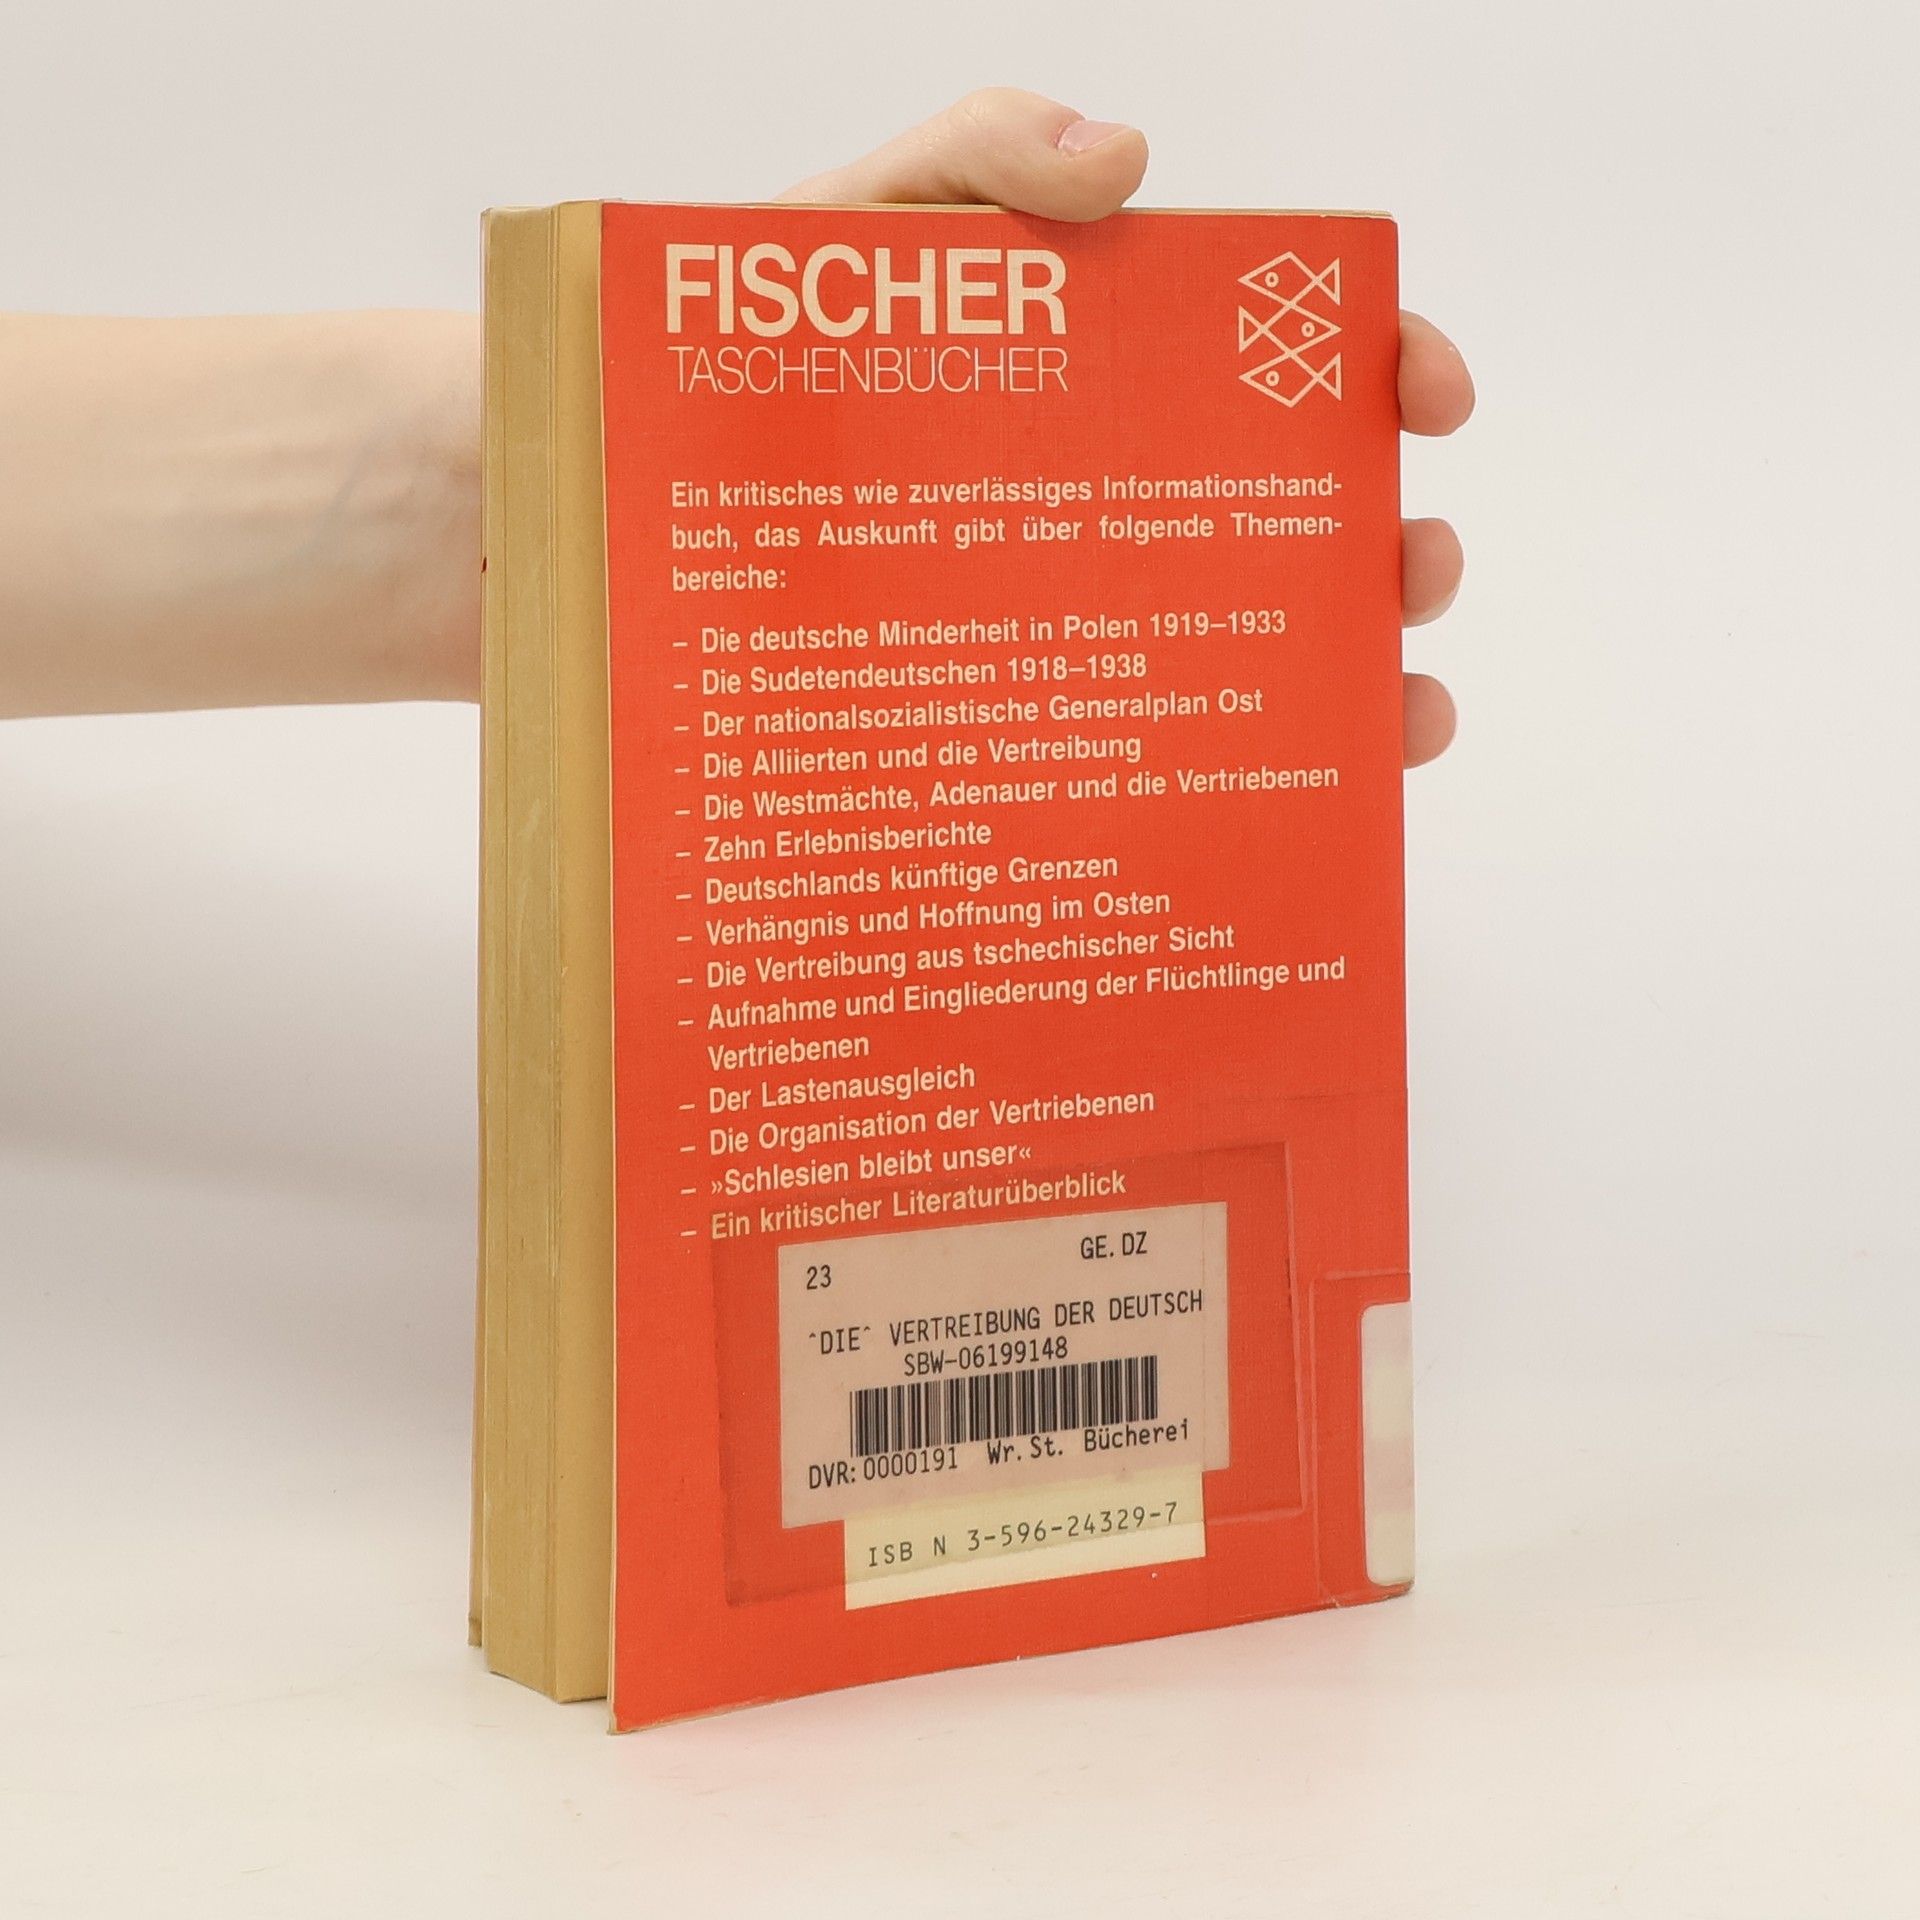 FISCHER
TASCHENBÜCHER
Ein kritisches wie zuverlässiges Informationshand-
buch, das Auskunft gibt über folgende Themen-
bereiche:
– Die deutsche Minderheit in Polen 1919–1933
– Die Sudetendeutschen 1918–1938
– Der nationalsozialistische Generalplan Ost
– Die Alliierten und die Vertreibung
– Die Westmächte, Adenauer und die Vertriebenen
– Zehn Erlebnisberichte
– Deutschlands künftige Grenzen
– Verhängnis und Hoffnung im Osten
– Die Vertreibung aus tschechischer Sicht
– Aufnahme und Eingliederung der Flüchtlinge und
Vertriebenen
– Der Lastenausgleich
– Die Organisation der Vertriebenen
– »Schlesien bleibt unser«
– Ein kritischer Literaturüberblick
GE. DZ
23
^DIE^ VERTREIBUNG DER DEUTSCH
SBW-06199148
DVR: 0000191 Wr. St. Bücherei
ISB N 3-596-24329-7